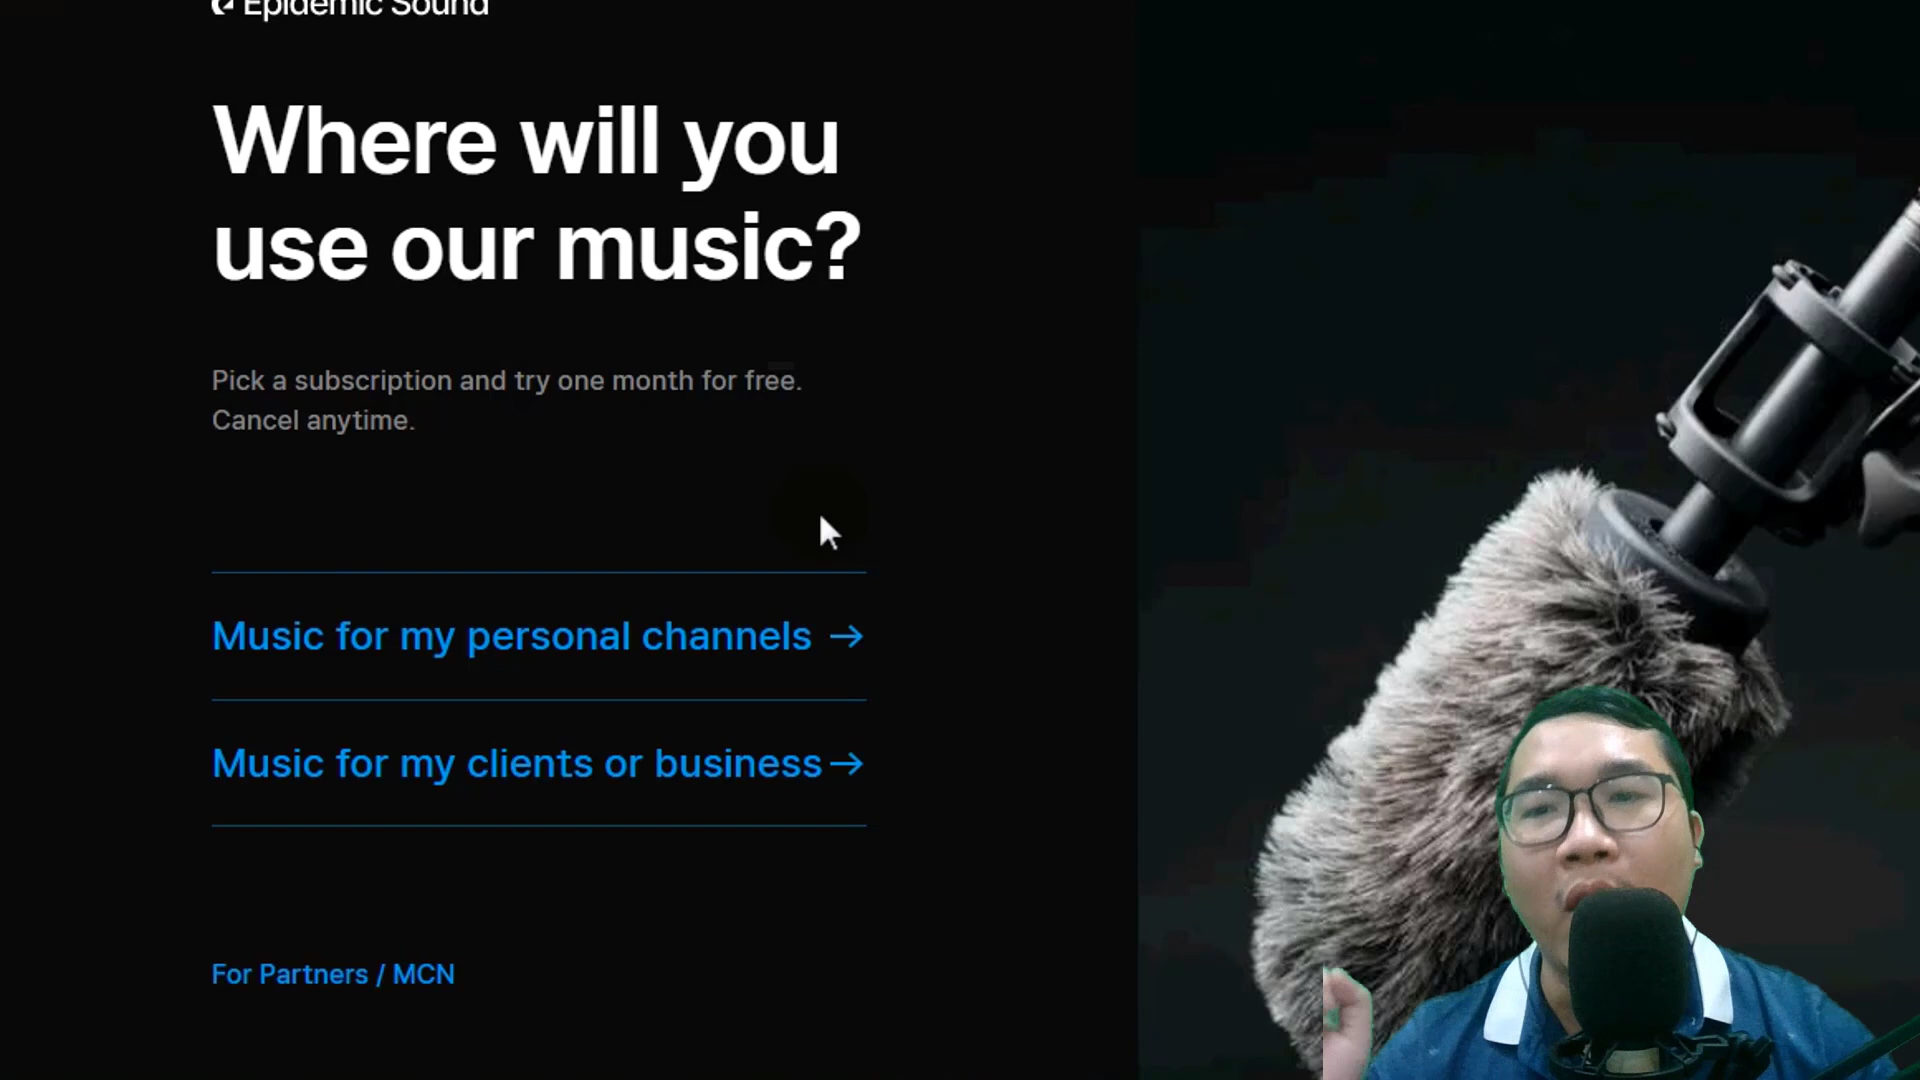 Epidemic Sound
Where will you
use our music?
Pick a subscription and try one month for free.
Cancel anytime.
Music for my personal channels →
Music for my clients or business →
For Partners / MCN